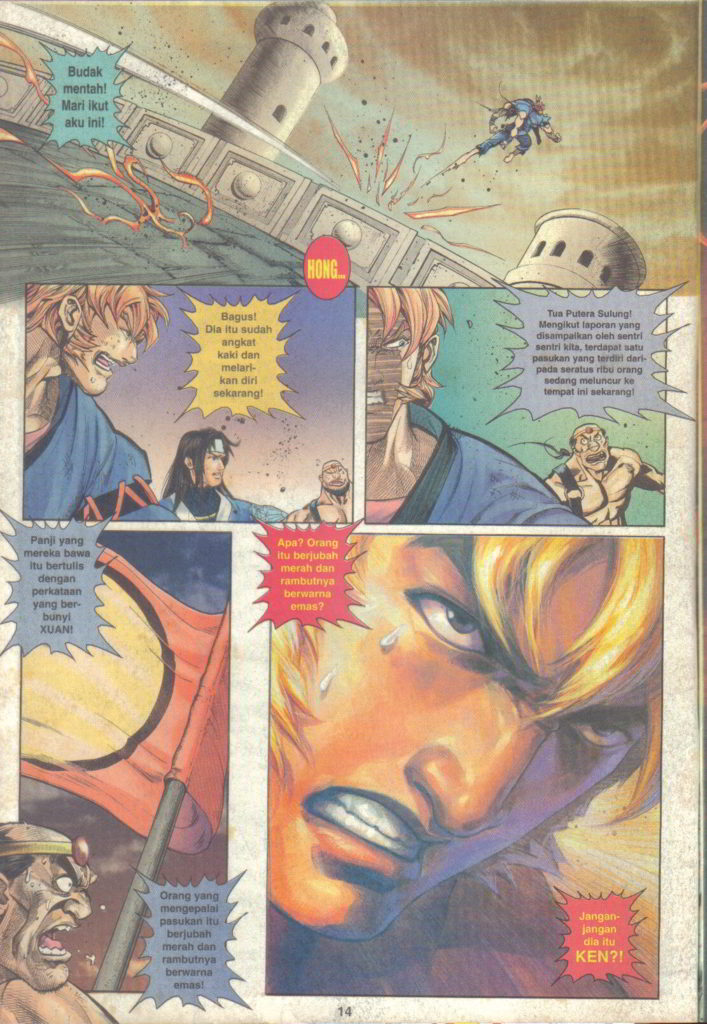 Budak
mentah!
Mari ikut
aku ini!
HONG...
Bagus!
Dia itu sudah
angkat
kaki dan
melari-
kan diri
sekarang!
Tua Putera Sulung!
Mengikut laporan yang
disampaikan oleh sentri
sentri kita, terdapat satu
pasukan yang terdiri dari-
pada seratus ribu orang
sedang meluncur ke
tempat ini sekarang!
Panji yang
mereka bawa
itu bertulis
dengan
perkataan
yang ber-
bunyi
XUAN!
Orang yang
mengepalai
pasukan itu
berjubah
merah dan
rambutnya
berwarna
emas!
Apa? Orang
itu berjubah
merah dan
rambutnya
berwarna
emas?
Jangan-
jangan
dia itu
KEN?!
14